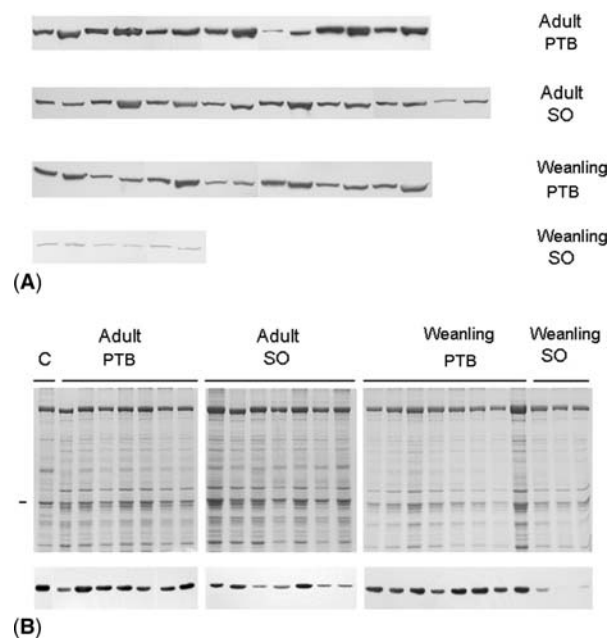 Adult
PTB
Adult
SO
Weanling
PTB
Weanling
SO
(A)
C
Adult
PTB
Adult
SO
Weanling
PTB
Weanling
SO
(B)